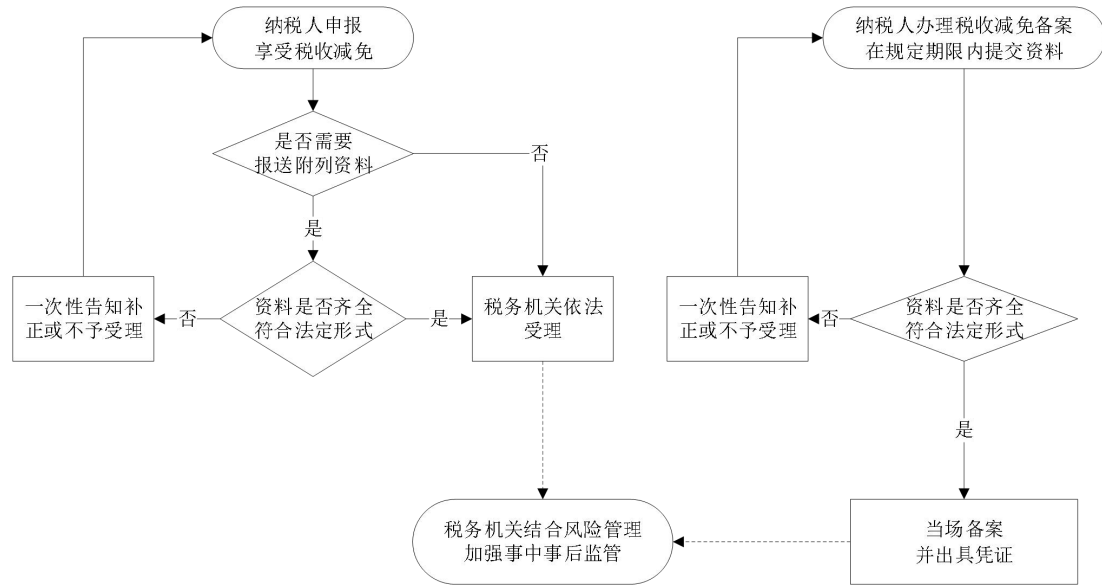 纳税人申报
享受税收减免
是否需要
报送附列资料
否
是
一次性告知补
正或不予受理
否
资料是否齐全
符合法定形式
是
税务机关依法
受理
纳税人办理税收减免备案
在规定期限内提交资料
一次性告知补
正或不予受理
否
资料是否齐全
符合法定形式
是
税务机关结合风险管理
加强事中事后监管
当场备案
并出具凭证